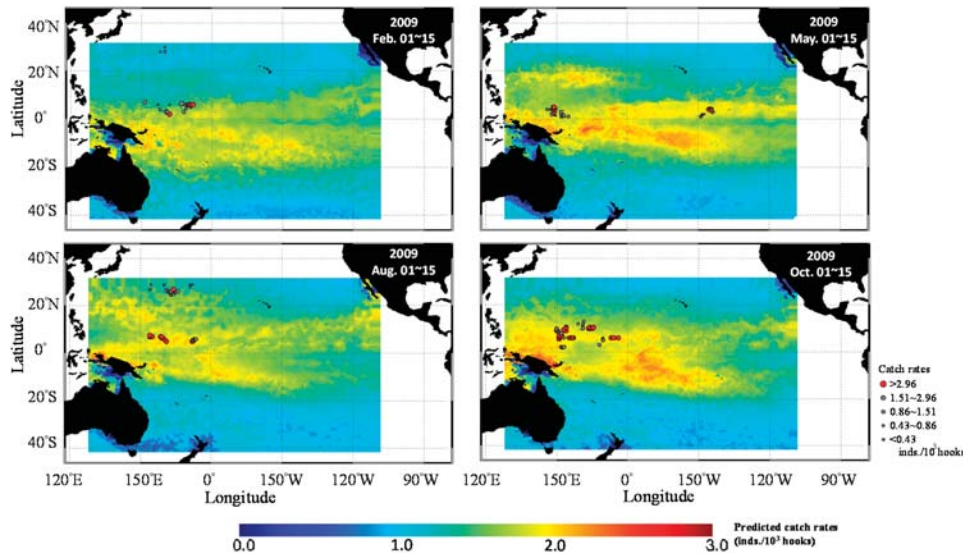 2009
Feb. 01~15
2009
May. 01~15
40°N
20°N
0°
20°S
40°S
Latitude
2009
Aug. 01~15
2009
Oct. 01~15
40°N
20°N
0°
20°S
40°S
Latitude
Catch rates
>2.96
1.51~2.96
0.86~1.51
0.43~0.86
<0.43
inds./10³ hooks
120°E 150°E 0° 150°W 120°W 90°W
120°E 150°E 0° 150°W 120°W 90°W
Longitude
Longitude
0.0 1.0 2.0 3.0
Predicted catch rates
(inds./10³ hooks)